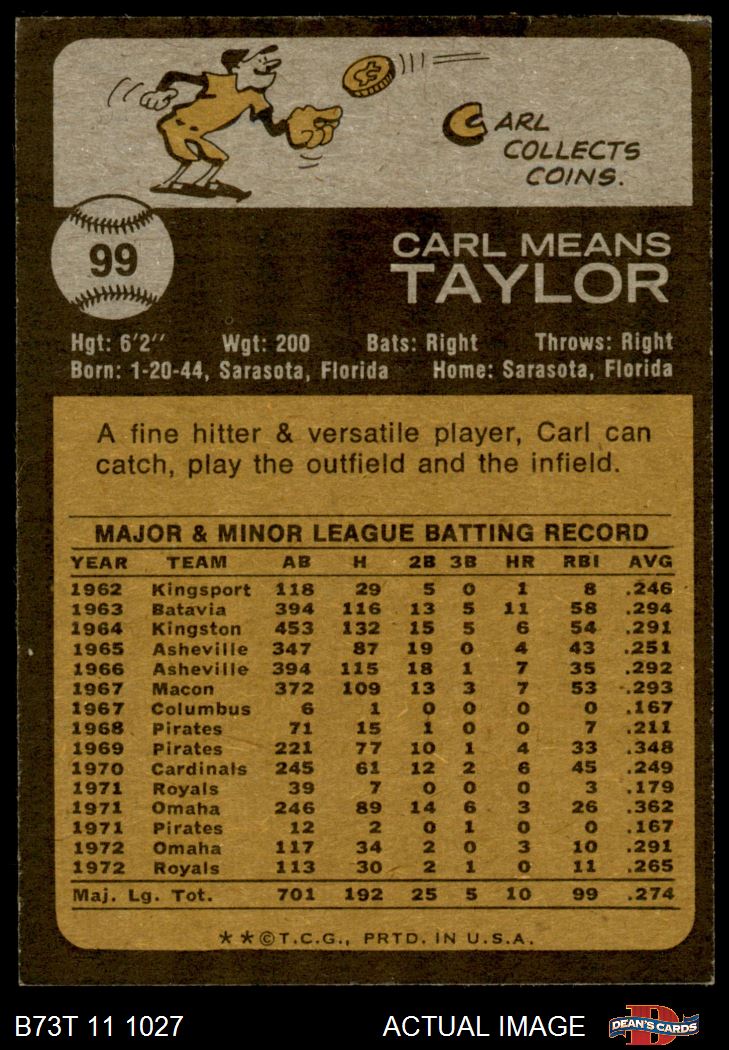 CARL
COLLECTS
COINS.
99
CARL MEANS
TAYLOR
Hgt: 6'2" Wgt: 200 Bats: Right Throws: Right
Born: 1-20-44, Sarasota, Florida Home: Sarasota, Florida
A fine hitter & versatile player, Carl can
catch, play the outfield and the infield.
MAJOR & MINOR LEAGUE BATTING RECORD
YEAR TEAM AB H 2B 3B HR RBI AVG
1962 Kingsport 118 29 5 0 1 8 .246
1963 Batavia 394 116 13 5 11 58 .294
1964 Kingston 453 132 15 5 6 54 .291
1965 Asheville 347 87 19 0 4 43 .251
1966 Asheville 394 115 18 1 7 35 .292
1967 Macon 372 109 13 3 7 53 .293
1967 Columbus 6 1 0 0 0 0 .167
1968 Pirates 71 15 1 0 0 7 .211
1969 Pirates 221 77 10 1 4 33 .348
1970 Cardinals 245 61 12 2 6 45 .249
1971 Royals 39 7 0 0 0 3 .179
1971 Omaha 246 89 14 6 3 26 .362
1971 Pirates 12 2 0 1 0 0 .167
1972 Omaha 117 34 2 0 3 10 .291
1972 Royals 113 30 2 1 0 11 .265
Maj. Lg. Tot. 701 192 25 5 10 99 .274
**©T.C.G., PRTD. IN U.S.A.
B73T 11 1027 ACTUAL IMAGE DEAN'S CARDS